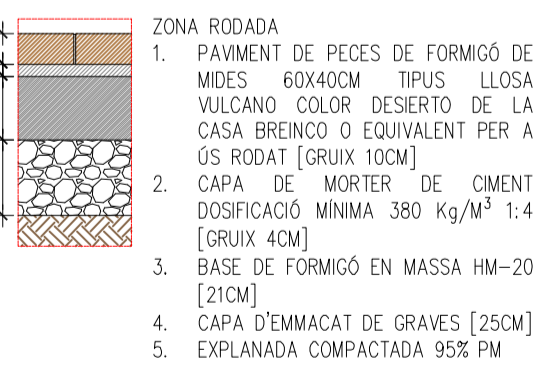 ZONA RODADA
1. PAVIMENT DE PECES DE FORMIGÓ DE
MIDES 60X40CM TIPUS LLOSA
VULCANO COLOR DESIERTO DE LA
CASA BREINCO O EQUIVALENT PER A
ÚS RODAT [GRUIX 10CM]
2. CAPA DE MORTER DE CIMENT
DOSIFICACIÓ MÍNIMA 380 Kg/M³ 1:4
[GRUIX 4CM]
3. BASE DE FORMIGÓ EN MASSA HM-20
[21CM]
4. CAPA D'EMMACAT DE GRAVES [25CM]
5. EXPLANADA COMPACTADA 95% PM